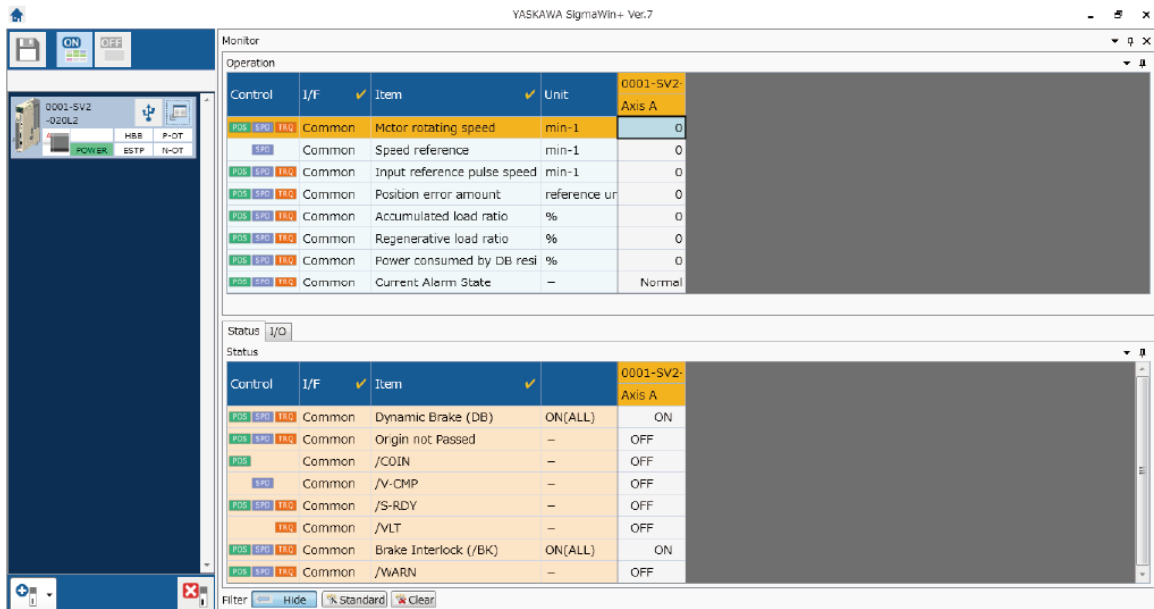 YASKAWA SigmaWin+ Ver.7
ON OFF
0001-SV2
-020L2
HBB P-OT
POWER ESTP N-OT
Monitor
Operation
Control I/F Item Unit 0001-SV2- Axis A
POS SPD TRQ Common Motor rotating speed min-1 0
SPD Common Speed reference min-1 0
POS SPD TRQ Common Input reference pulse speed min-1 0
POS SPD TRQ Common Position error amount reference ur 0
POS SPD TRQ Common Accumulated load ratio % 0
POS SPD TRQ Common Regenerative load ratio % 0
POS SPD TRQ Common Power consumed by DB resi % 0
POS SPD TRQ Common Current Alarm State – Normal
Status I/O
Status
Control I/F Item 0001-SV2- Axis A
POS SPD TRQ Common Dynamic Brake (DB) ON(ALL) ON
POS SPD TRQ Common Origin not Passed – OFF
POS Common /COIN – OFF
SPD Common /V-CMP – OFF
POS SPD TRQ Common /S-RDY – OFF
TRQ Common /VLT – OFF
POS SPD TRQ Common Brake Interlock (/BK) ON(ALL) ON
POS SPD TRQ Common /WARN – OFF
Filter Hide Standard Clear